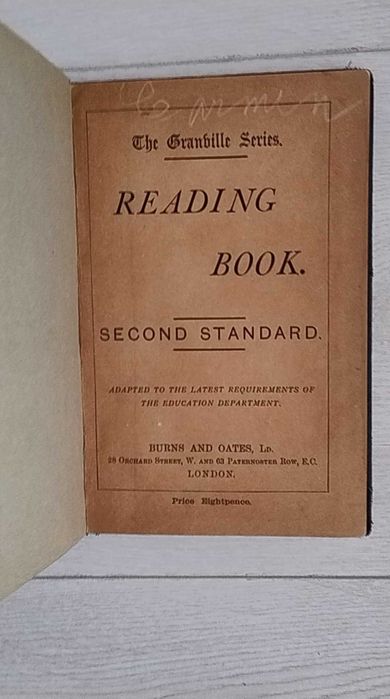 Carmen
The Granville Series.
READING
BOOK.
SECOND STANDARD.
ADAPTED TO THE LATEST REQUIREMENTS OF
THE EDUCATION DEPARTMENT.
BURNS AND OATES, LD.
28 ORCHARD STREET, W. AND 63 PATERNOSTER ROW, E.C.
LONDON.
Price Eightpence.